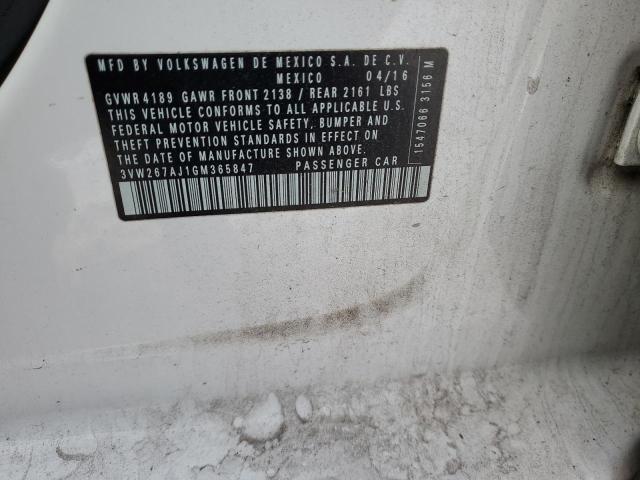 MFD BY VOLKSWAGEN DE MEXICO S.A. DE C.V.
MEXICO 04/16
GVWR 4189 GAWR FRONT 2138 / REAR 2161 LBS
THIS VEHICLE CONFORMS TO ALL APPLICABLE U.S.
FEDERAL MOTOR VEHICLE SAFETY, BUMPER AND
THEFT PREVENTION STANDARDS IN EFFECT ON
THE DATE OF MANUFACTURE SHOWN ABOVE.
3VW267AJ1GM365847 PASSENGER CAR
1547066 3156 M